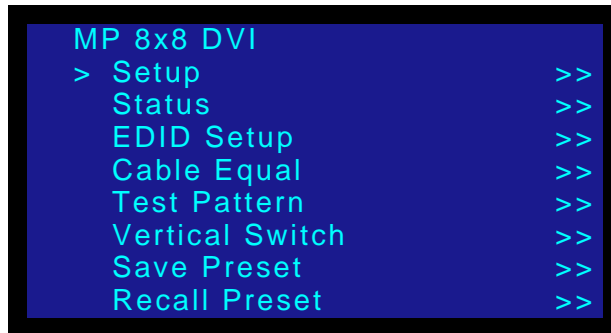 MP 8x8 DVI
> Setup >>
Status >>
EDID Setup >>
Cable Equal >>
Test Pattern >>
Vertical Switch >>
Save Preset >>
Recall Preset >>